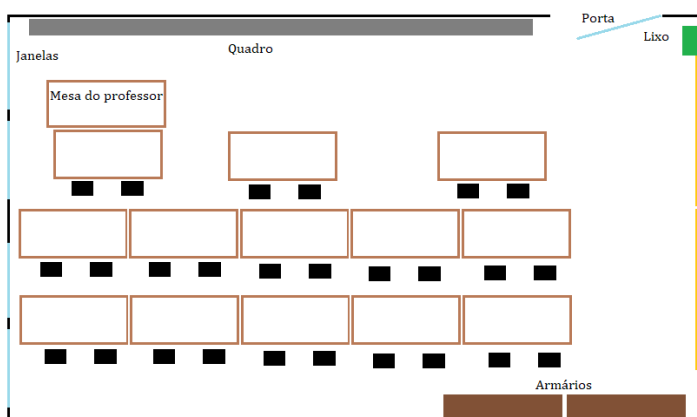 Porta
Lixo
Quadro
Janelas
Mesa do professor
Armários